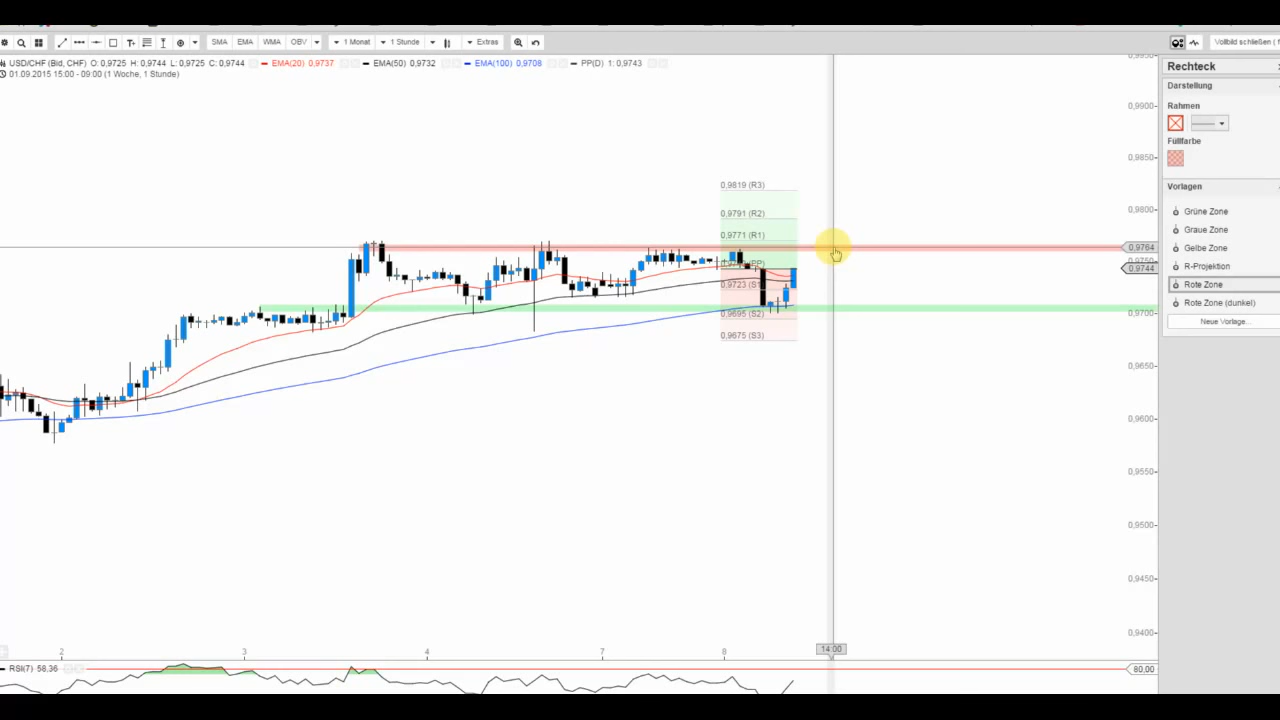 SMA EMA WMA OBV 1 Monat 1 Stunde Extras Vollbild schließen (
USD/CHF (Bid, CHF) O: 0,9725 H: 0,9744 L: 0,9725 C: 0,9744 EMA(20) 0,9737 EMA(50) 0,9732 EMA(100) 0,9708 PP(D) 1: 0,9743
01.09.2015 15:00 - 09:00 (1 Woche, 1 Stunde)
Rechteck
Darstellung
Rahmen
Füllfarbe
Vorlagen
Grüne Zone
Graue Zone
Gelbe Zone
R-Projektion
Rote Zone
Rote Zone (dunkel)
Neue Vorlage...
0,9819 (R3)
0,9791 (R2)
0,9771 (R1)
(PP)
0,9723 (S1
0,9695 (S2)
0,9675 (S3)
0,9950
0,9900
0,9850
0,9800
0,9764
0,9750
0,9744
0,9700
0,9650
0,9600
0,9550
0,9500
0,9450
0,9400
2 3 4 7 8 14:00
RSI(7) 58,36
80,00